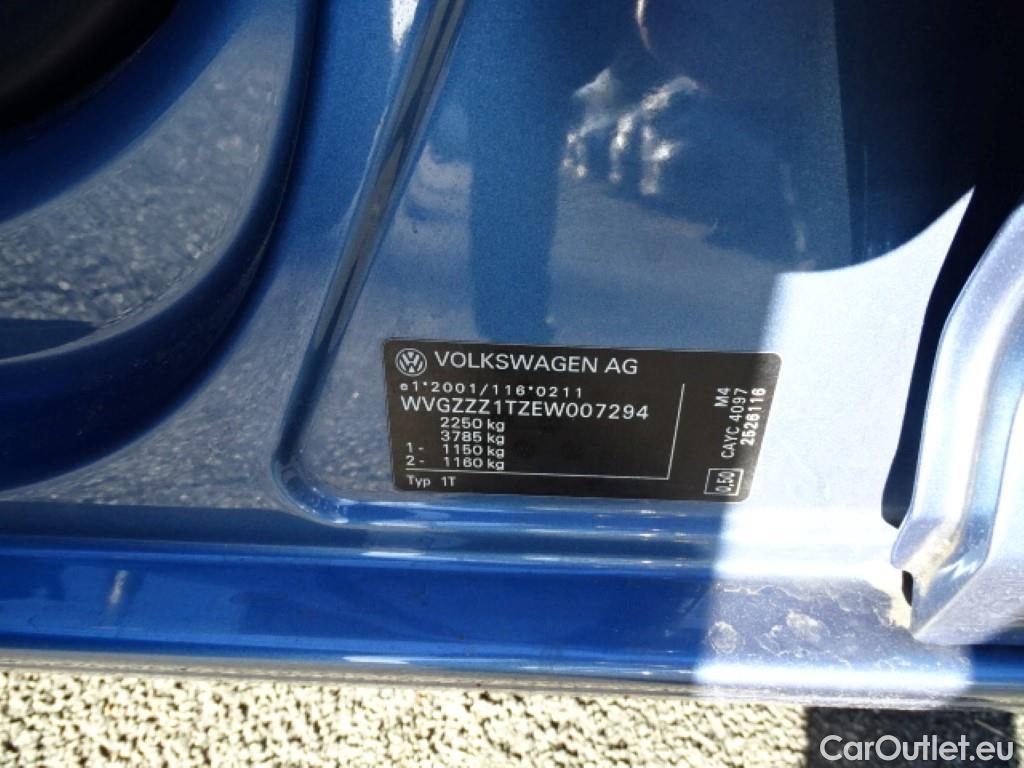 VOLKSWAGEN AG
e1*2001/116*0211
WVGZZZ1TZEW007294
2250 kg
3785 kg
1- 1150 kg
2- 1160 kg
Typ 1T
M4
CAYC 4097
2526116
0.50
CarOutlet.eu